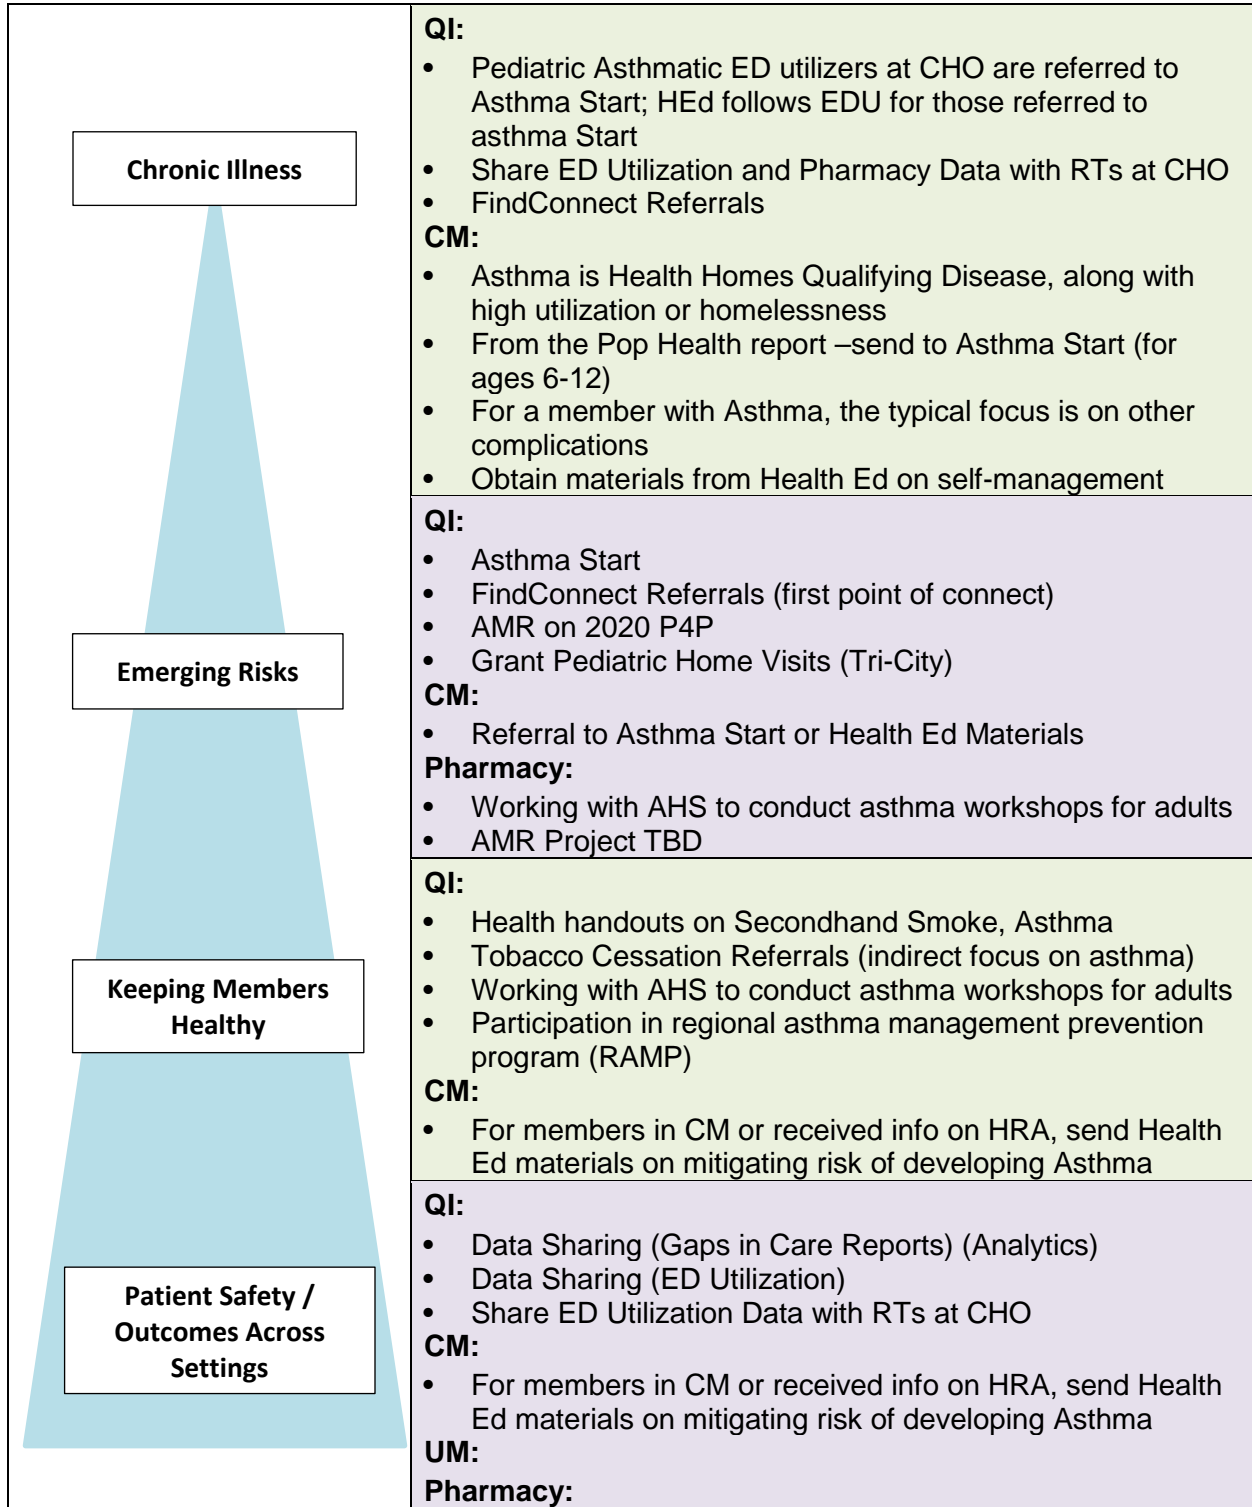 Chronic Illness
QI:
• Pediatric Asthmatic ED utilizers at CHO are referred to
Asthma Start; HEd follows EDU for those referred to
asthma Start
• Share ED Utilization and Pharmacy Data with RTs at CHO
• FindConnect Referrals
CM:
• Asthma is Health Homes Qualifying Disease, along with
high utilization or homelessness
• From the Pop Health report –send to Asthma Start (for
ages 6-12)
• For a member with Asthma, the typical focus is on other
complications
• Obtain materials from Health Ed on self-management
Emerging Risks
QI:
• Asthma Start
• FindConnect Referrals (first point of connect)
• AMR on 2020 P4P
• Grant Pediatric Home Visits (Tri-City)
CM:
• Referral to Asthma Start or Health Ed Materials
Pharmacy:
• Working with AHS to conduct asthma workshops for adults
• AMR Project TBD
Keeping Members
Healthy
QI:
• Health handouts on Secondhand Smoke, Asthma
• Tobacco Cessation Referrals (indirect focus on asthma)
• Working with AHS to conduct asthma workshops for adults
• Participation in regional asthma management prevention
program (RAMP)
CM:
• For members in CM or received info on HRA, send Health
Ed materials on mitigating risk of developing Asthma
Patient Safety /
Outcomes Across
Settings
QI:
• Data Sharing (Gaps in Care Reports) (Analytics)
• Data Sharing (ED Utilization)
• Share ED Utilization Data with RTs at CHO
CM:
• For members in CM or received info on HRA, send Health
Ed materials on mitigating risk of developing Asthma
UM:
Pharmacy: